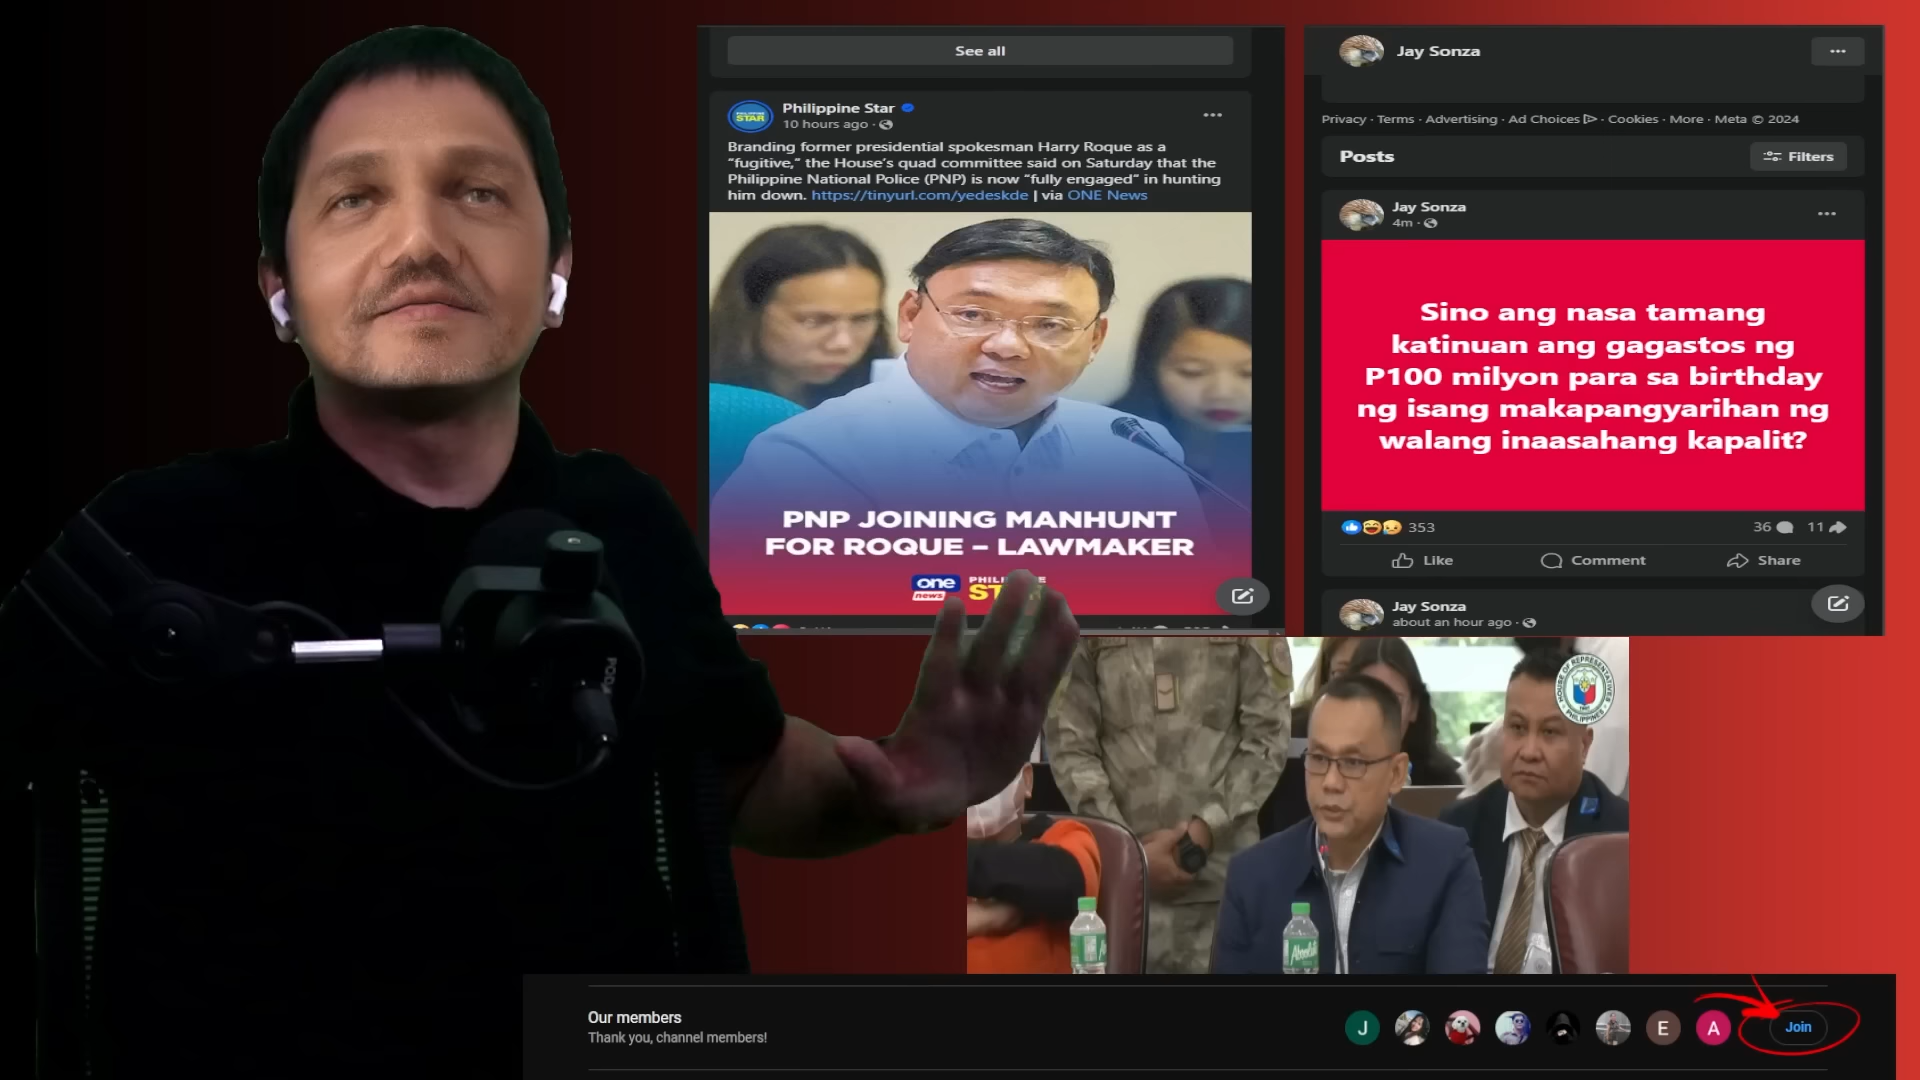 See all
Philippine Star
10 hours ago
Branding former presidential spokesman Harry Roque as a
"fugitive," the House's quad committee said on Saturday that the
Philippine National Police (PNP) is now "fully engaged" in hunting
him down. https://tinyurl.com/yedeskde | via ONE News
PNP JOINING MANHUNT
FOR ROQUE – LAWMAKER
one
news
Jay Sonza
Privacy · Terms · Advertising · Ad Choices · Cookies · More · Meta © 2024
Posts
Filters
Jay Sonza
4m
Sino ang nasa tamang
katinuan ang gagastos ng
P100 milyon para sa birthday
ng isang makapangyarihan ng
walang inaasahang kapalit?
353
36
11
Like
Comment
Share
Jay Sonza
about an hour ago
HOUSE OF REPRESENTATIVES
PHILIPPINES
Absolute
Our members
Thank you, channel members!
J
E
A
Join